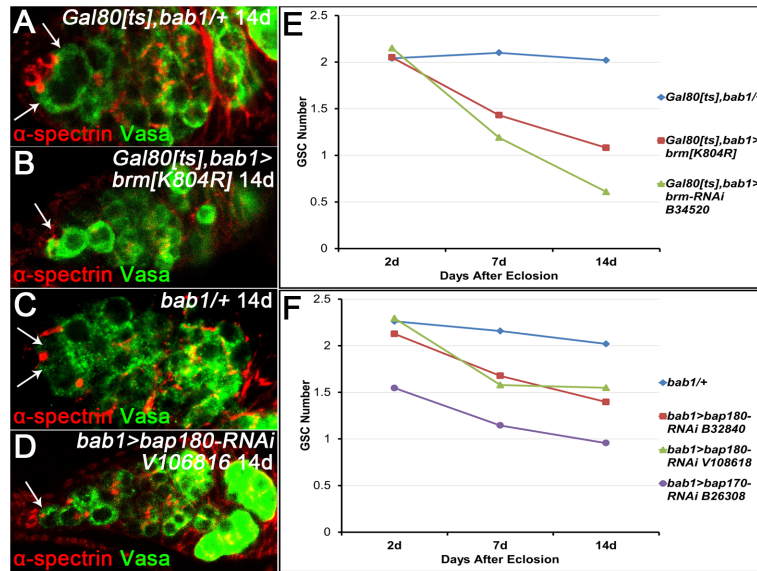 A
Gal80[ts],bab1/+ 14d
α-spectrin Vasa
B
Gal80[ts],bab1>
brm[K804R] 14d
α-spectrin Vasa
C
bab1/+ 14d
α-spectrin Vasa
D
bab1>bap180-RNAi
V106816 14d
α-spectrin Vasa
E
2.5
2
1.5
1
0.5
0
GSC Number
2d
7d
14d
Days After Eclosion
Gal80[ts],bab1/+
Gal80[ts],bab1>
brm[K804R]
Gal80[ts],bab1>
brm-RNAi
B34520
F
2.5
2
1.5
1
0.5
0
GSC Number
2d
7d
14d
Days After Eclosion
bab1/+
bab1>bap180-
RNAi B32840
bab1>bap180-
RNAi V108618
bab1>bap170-
RNAi B26308